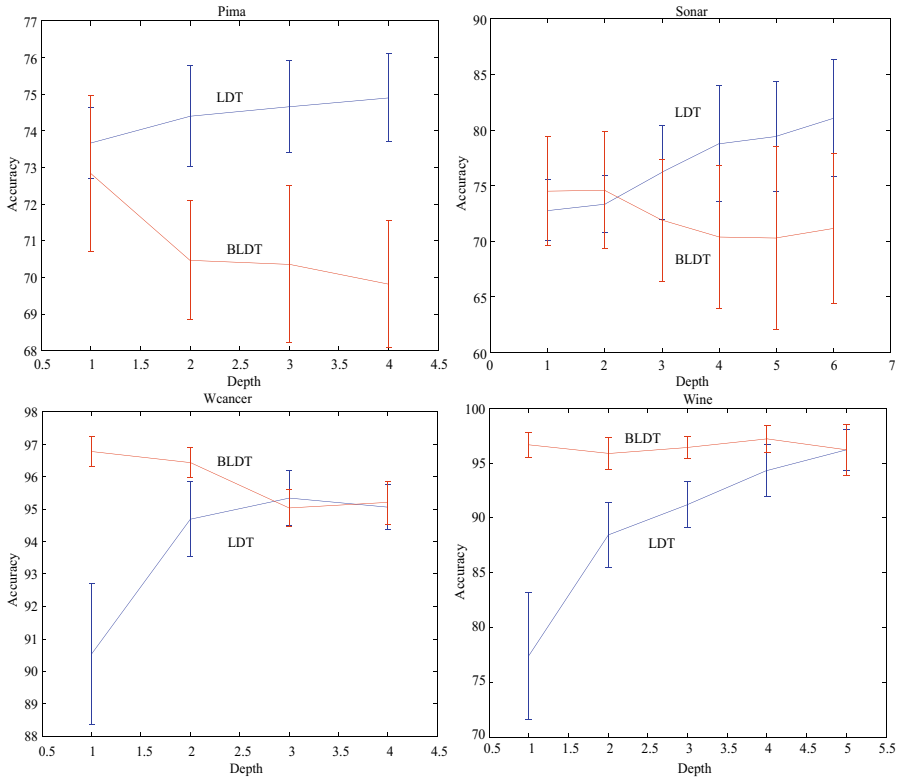 Pima
77
76
75
74
73
72
71
70
69
68
Accuracy
LDT
BLDT
0.5 1 1.5 2 2.5 3 3.5 4 4.5
Depth
Sonar
90
85
80
75
70
65
60
Accuracy
LDT
BLDT
0 1 2 3 4 5 6 7
Depth
Wcancer
98
97
96
95
94
93
92
91
90
89
88
Accuracy
BLDT
LDT
0.5 1 1.5 2 2.5 3 3.5 4 4.5
Depth
Wine
100
95
90
85
80
75
70
Accuracy
BLDT
LDT
0.5 1 1.5 2 2.5 3 3.5 4 4.5 5 5.5
Depth